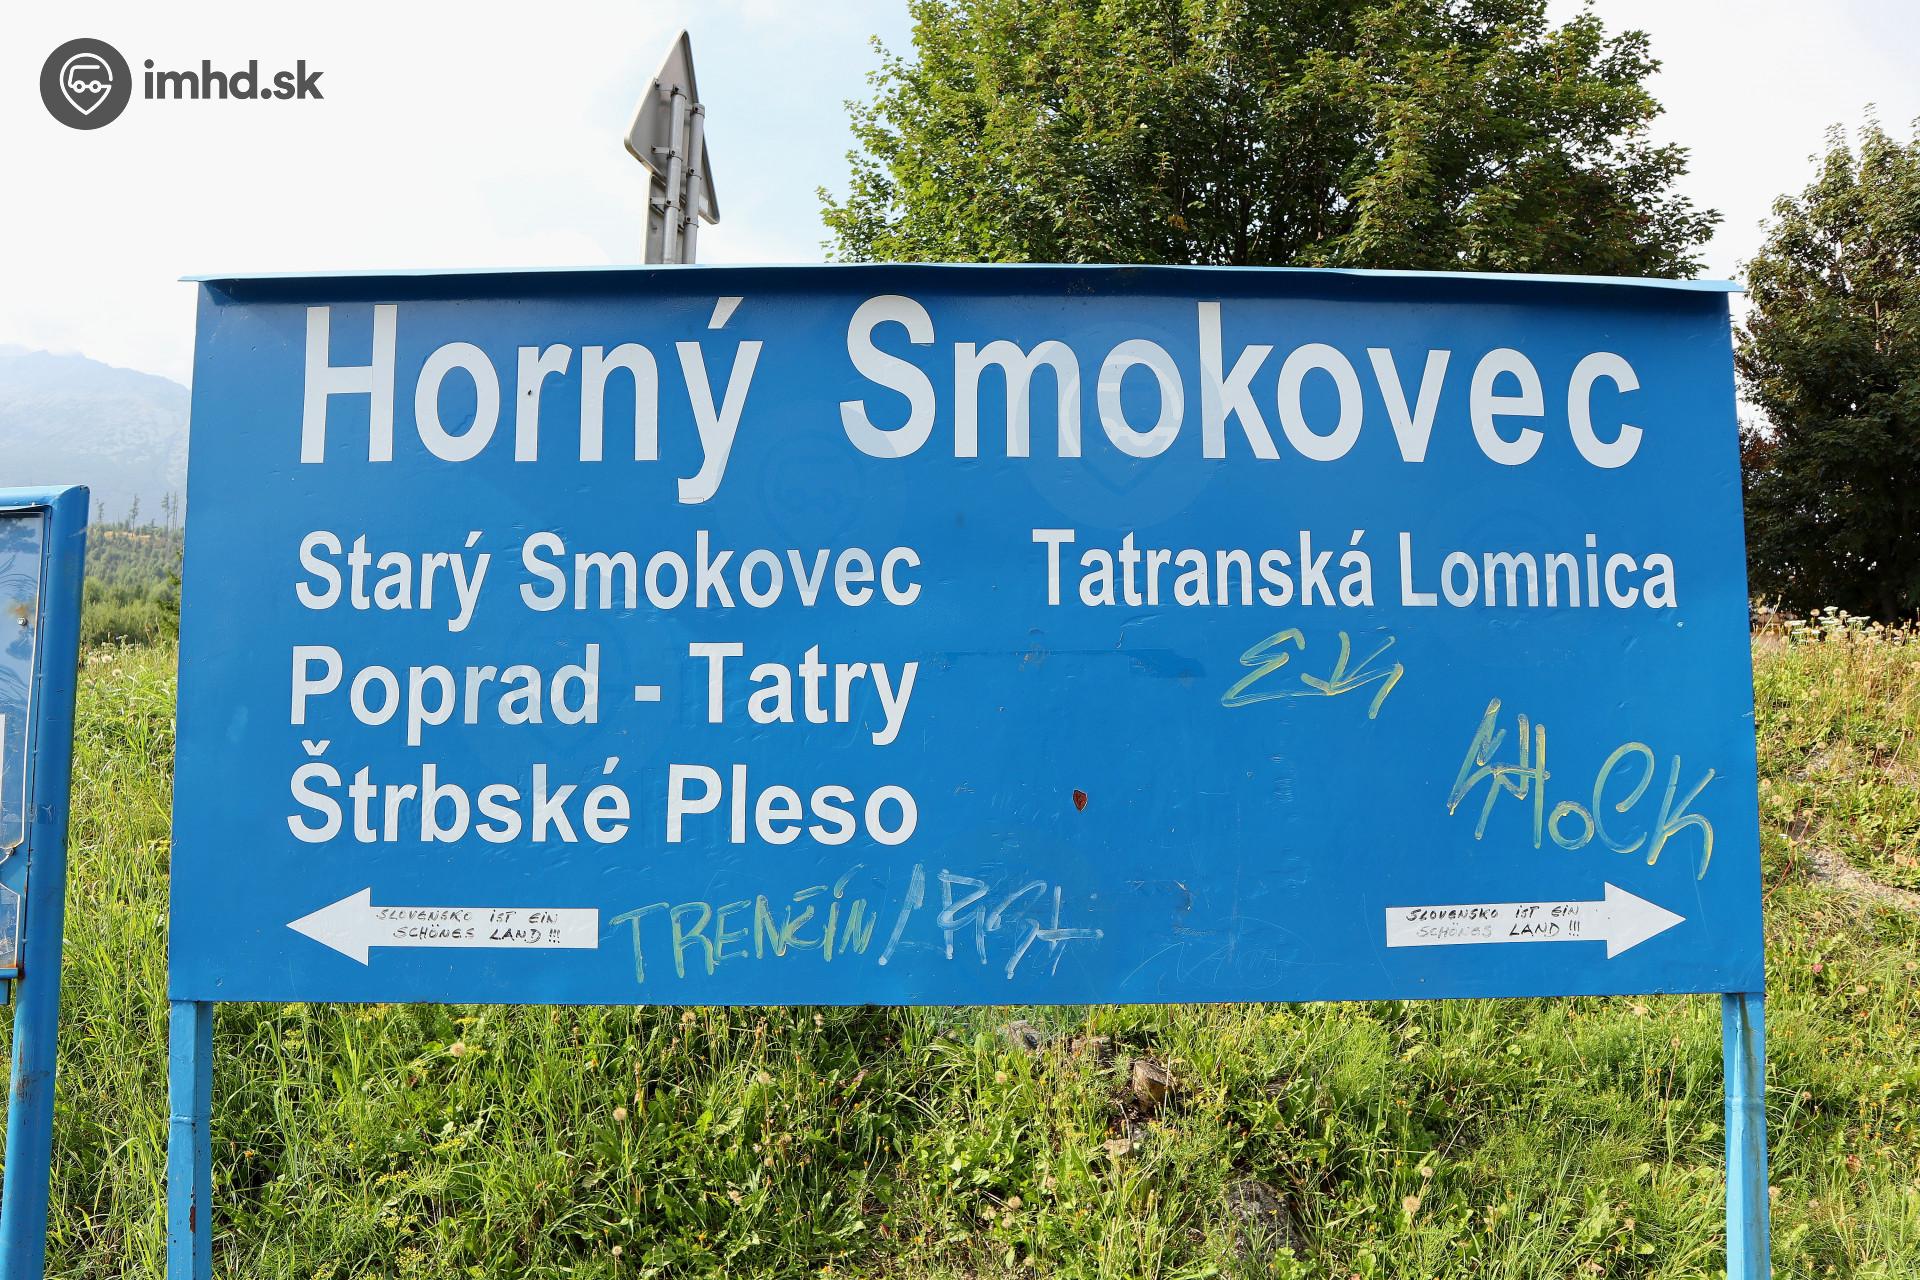 imhd.sk
Horný Smokovec
Starý Smokovec
Tatranská Lomnica
Poprad - Tatry
Štrbské Pleso
SLOVENSKO IST EIN
SCHÖNES LAND !!!
TRENČÍN
SLOVENSKO IST EIN
SCHÖNES LAND !!!